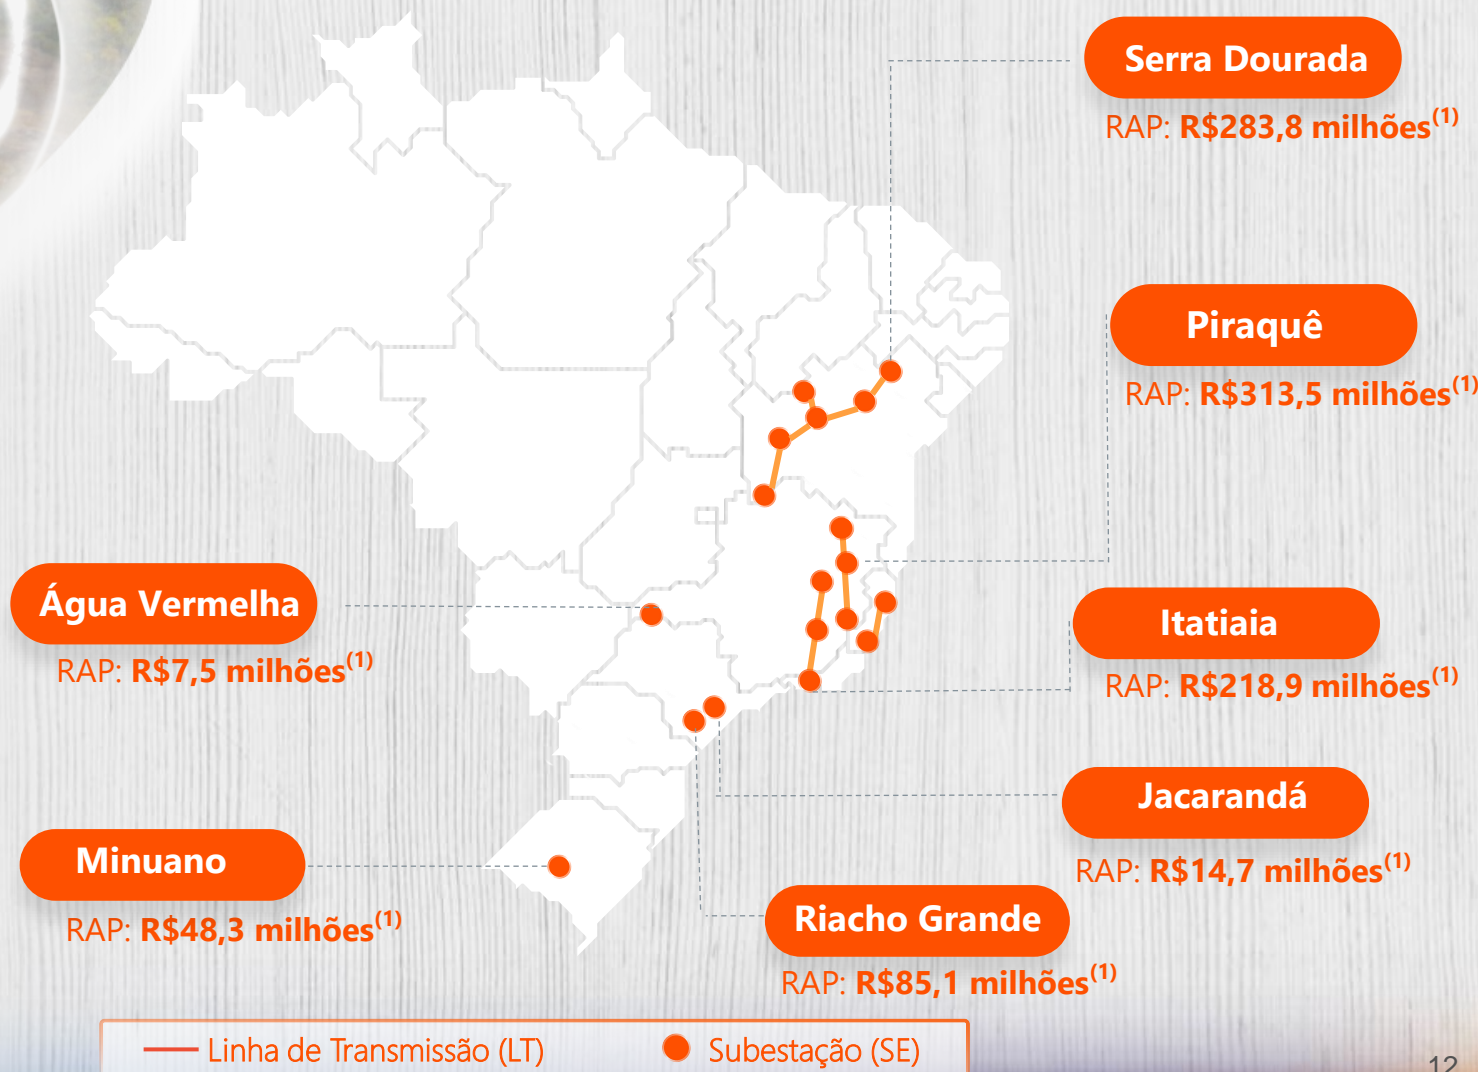 Serra Dourada
RAP: R$283,8 milhões(1)
Piraquê
RAP: R$313,5 milhões(1)
Água Vermelha
RAP: R$7,5 milhões(1)
Itatiaia
RAP: R$218,9 milhões(1)
Jacarandá
RAP: R$14,7 milhões(1)
Minuano
RAP: R$48,3 milhões(1)
Riacho Grande
RAP: R$85,1 milhões(1)
Linha de Transmissão (LT)
Subestação (SE)
12